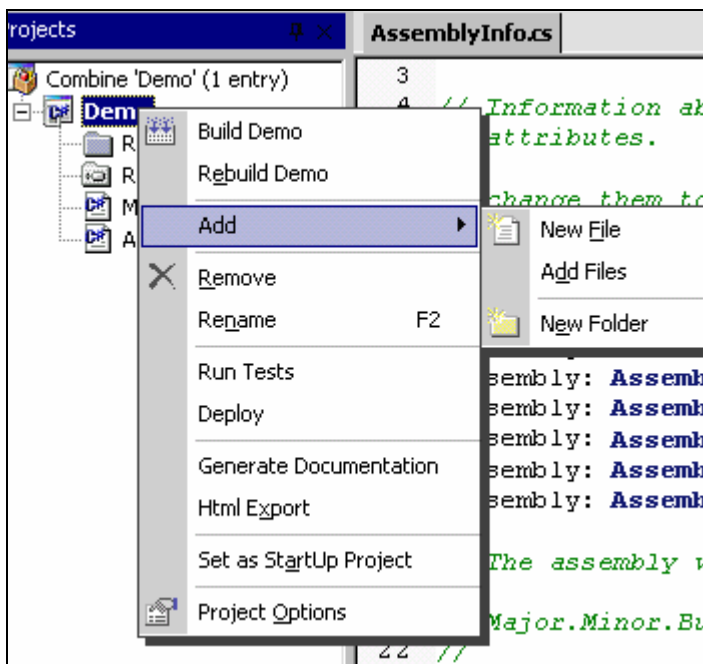 rojects
AssemblyInfo.cs
Combine 'Demo' (1 entry)
3
Dem
4 // Information ab
R
Build Demo
attributes.
R
Rebuild Demo
M
change them to
A
Add
New File
Add Files
Remove
Rename F2
New Folder
Run Tests
sembly: Assemb
Deploy
sembly: Assemb
sembly: Assemb
Generate Documentation
sembly: Assemb
Html Export
sembly: Assemb
Set as StartUp Project
The assembly v
Project Options
Major.Minor.Bu
22 //